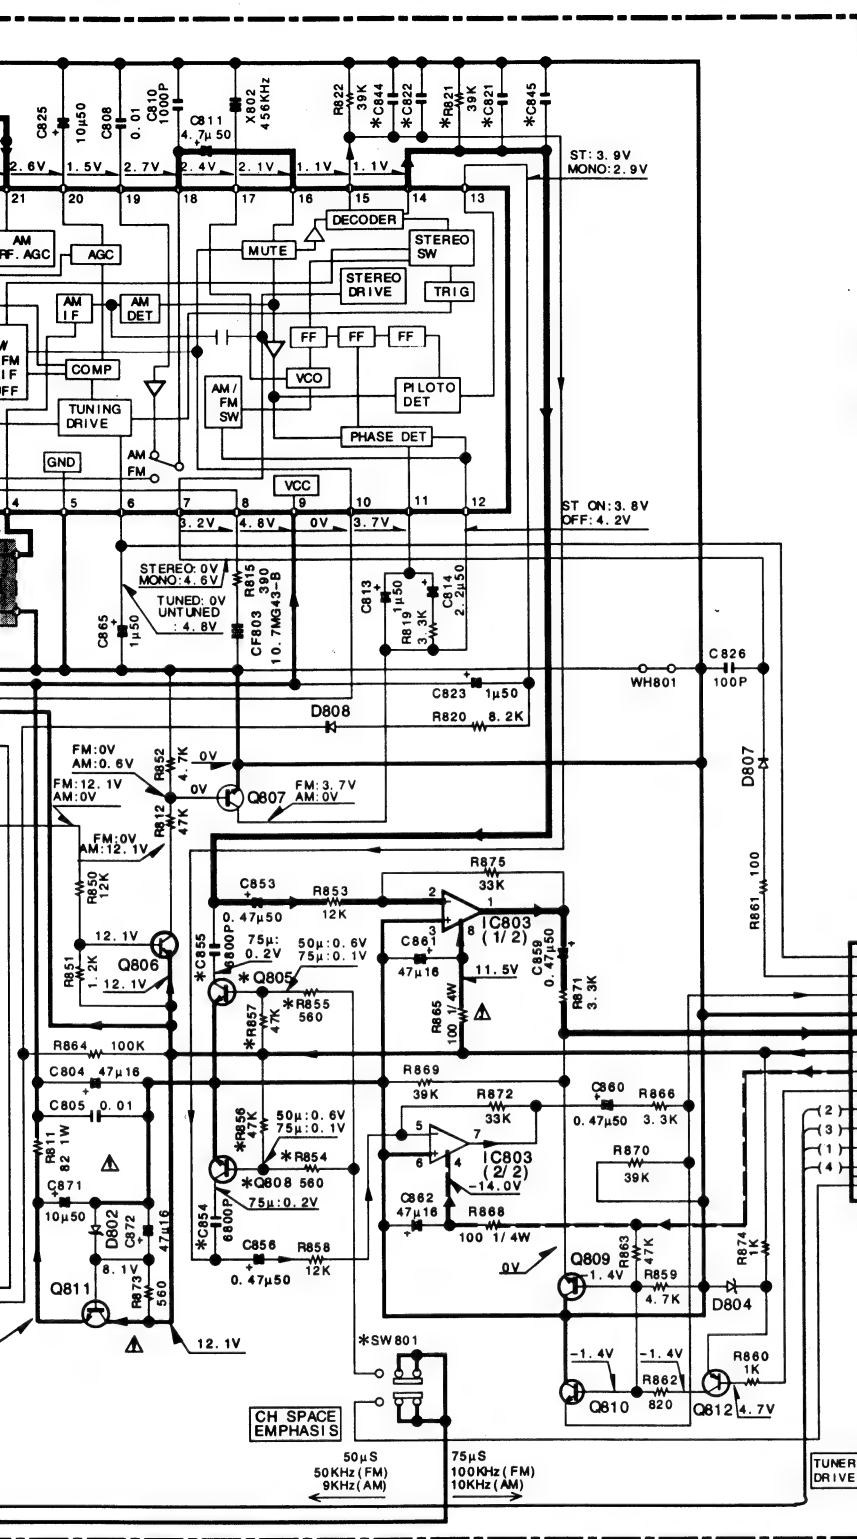 C825
10μ50
C808
0.01
C810
1000P
C811
4.7μ 50
X802
456KHz
R822
39K
*C844
*C822
*R821
39K
*C821
*C845
2.6V
1.5V
2.7V
2.4V
2.1V
1.1V
1.1V
ST:3.9V
MONO:2.9V
21
20
19
18
17
16
15
14
13
AM
RF.AGC
AGC
MUTE
DECODER
STEREO
SW
STEREO
DRIVE
TRIG
AM
IF
AM
DET
FF
FF
FF
W
FM
IF
UFF
COMP
VCO
AM/
FM
SW
PILOTO
DET
TUNING
DRIVE
PHASE DET
AM
FM
GND
VCC
4
5
6
7
8
9
10
11
12
3.2V
4.8V
0V
3.7V
ST ON:3.8V
OFF:4.2V
STEREO:0V
MONO:4.6V
TUNED:0V
UNTUNED
:4.8V
R815
390
CF803
10.7MG43-B
C865
1μ50
C813
1μ50
R819
3.3K
C814
2.2μ50
C823 1μ50
WH801
C826
100P
D808
R820 8.2K
FM:0V
AM:0.6V
R852
4.7K
0V
D807
FM:12.1V
AM:0V
0V
Q807
FM:3.7V
AM:0V
R812
47K
FM:0V
AM:12.1V
R850
12K
R875
33K
R861 100
C853
0.47μ50
R853
12K
2
1
3
8
IC803
(1/2)
12.1V
Q806
R851
1.2K
12.1V
*C855
6800P
75μ:
0.2V
50μ:0.6V
75μ:0.1V
C861
47μ16
11.5V
C859
0.47μ50
*Q805
*R855
560
*R857
47K
R865
100 1/4W
R871
3.3K
R864 100K
C804 47μ16
C805 0.01
R869
39K
R872
33K
C860
0.47μ50
R866
3.3K
R811
82 1W
*R856
47K
50μ:0.6V
75μ:0.1V
5
7
6
4
IC803
(2/2)
-14.0V
R870
39K
*R854
*Q808 560
75μ:0.2V
C871
10μ50
D802
C872
47μ16
*C854
6800P
C862
47μ16
R868
100 1/4W
R863
47K
R874
1K
C856
0.47μ50
R858
12K
0V
Q809
-1.4V
R859
4.7K
D804
8.1V
Q811
R873
560
12.1V
*SW801
-1.4V
-1.4V
R860
1K
Q810
R862
820
Q812
4.7V
(2)
(3)
(1)
(4)
CH SPACE
EMPHASIS
50μS
50KHz(FM)
9KHz(AM)
75μS
100KHz(FM)
10KHz(AM)
TUNER
DRIVE